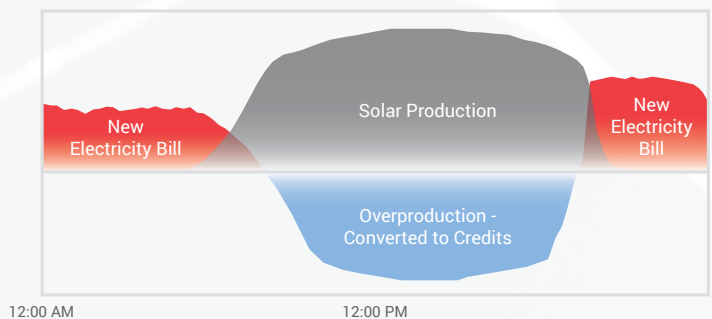 Solar Production
New
Electricity Bill
New
Electricity
Bill
Overproduction -
Converted to Credits
12:00 AM
12:00 PM